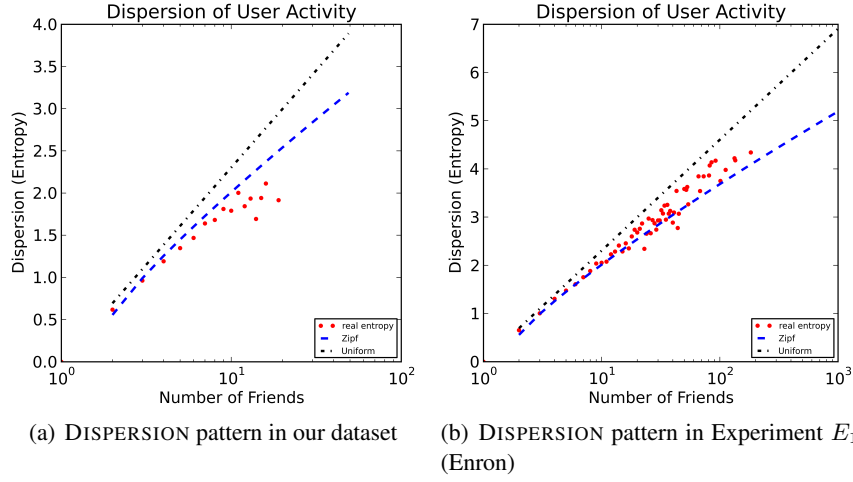 Dispersion of User Activity
4.0
3.5
3.0
2.5
2.0
1.5
1.0
0.5
0.0
Dispersion (Entropy)
real entropy
Zipf
Uniform
10^0 10^1 10^2
Number of Friends
(a) DISPERSION pattern in our dataset
Dispersion of User Activity
7
6
5
4
3
2
1
0
Dispersion (Entropy)
real entropy
Zipf
Uniform
10^0 10^1 10^2 10^3
Number of Friends
(b) DISPERSION pattern in Experiment E_1
(Enron)